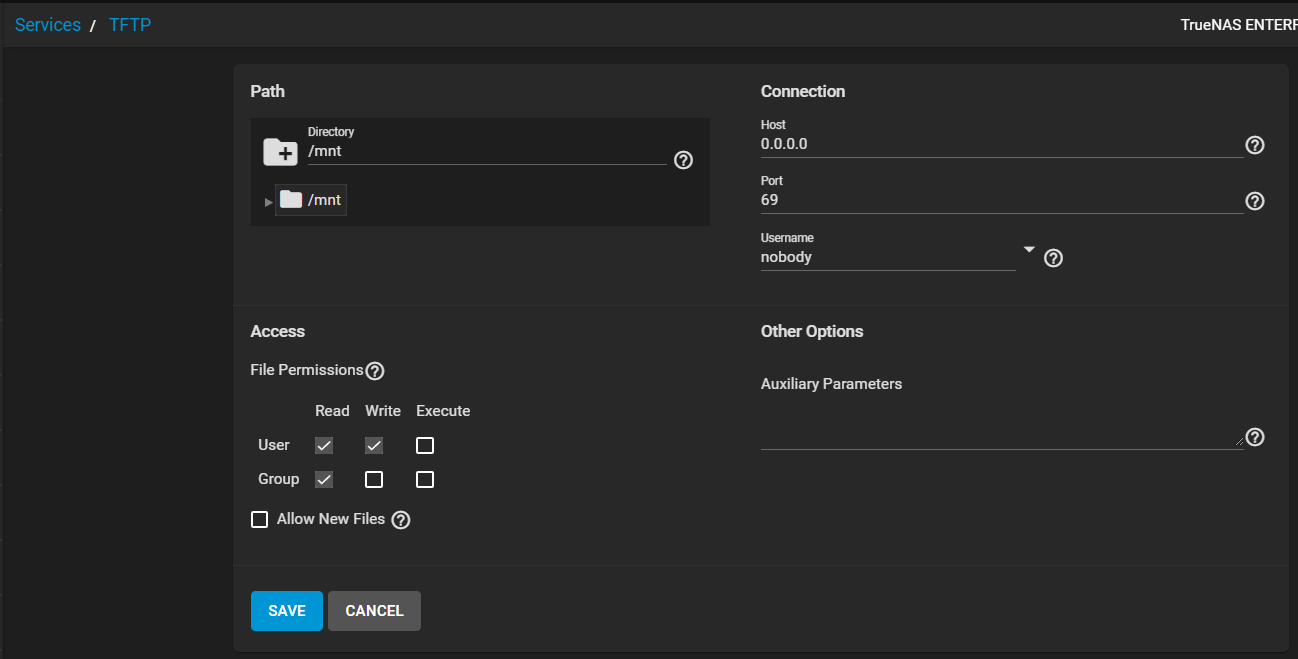 Services / TFTP
TrueNAS
Path
Directory
/mnt
/mnt
Connection
Host
0.0.0.0
Port
69
Username
nobody
Access
File Permissions
Read Write Execute
User
Group
Allow New Files
Other Options
Auxiliary Parameters
SAVE CANCEL